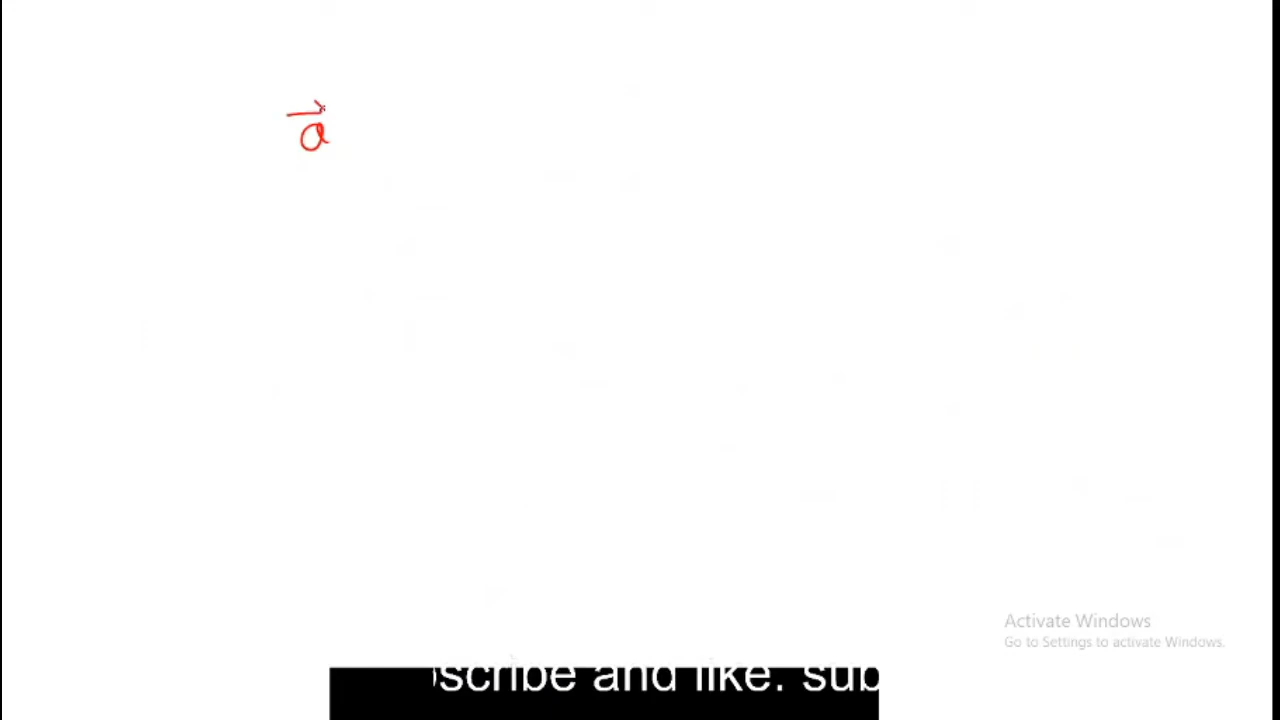 a⃗
Activate Windows
Go to Settings to activate Windows.
scribe and like. sub